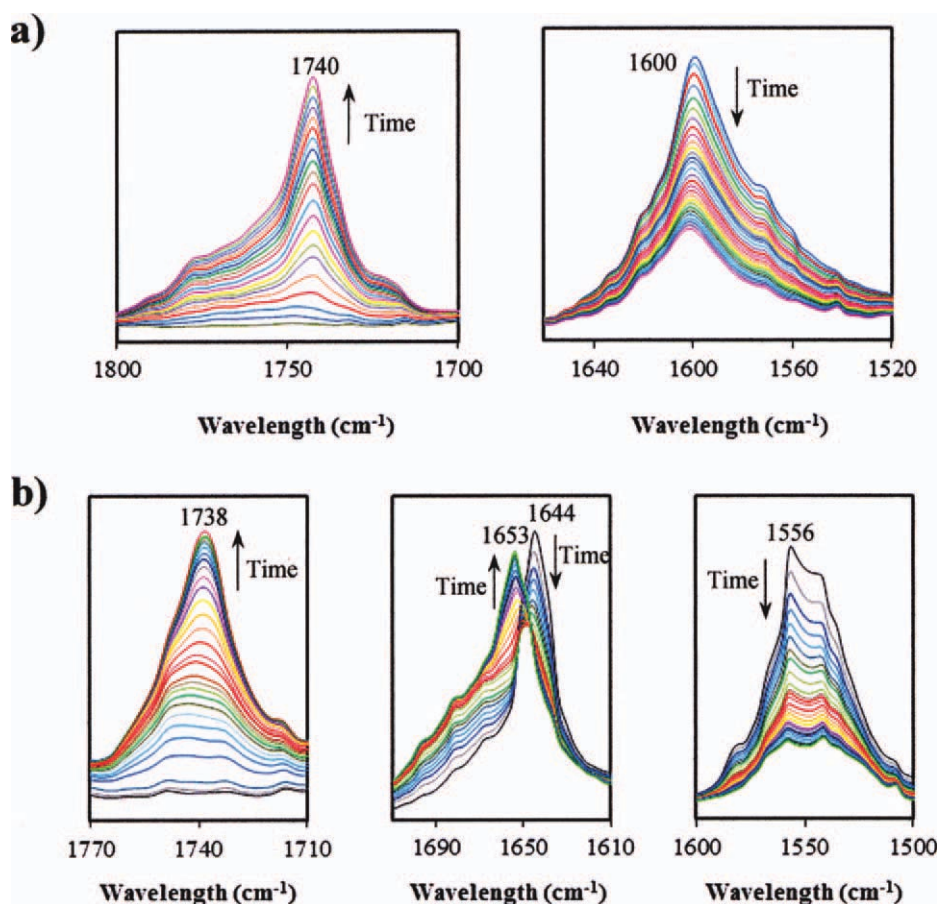 a)
1740
Time
1800 1750 1700
Wavelength (cm⁻¹)
1600
Time
1640 1600 1560 1520
Wavelength (cm⁻¹)
b)
1738
Time
1770 1740 1710
Wavelength (cm⁻¹)
1644
1653
Time
Time
1690 1650 1610
Wavelength (cm⁻¹)
1556
Time
1600 1550 1500
Wavelength (cm⁻¹)